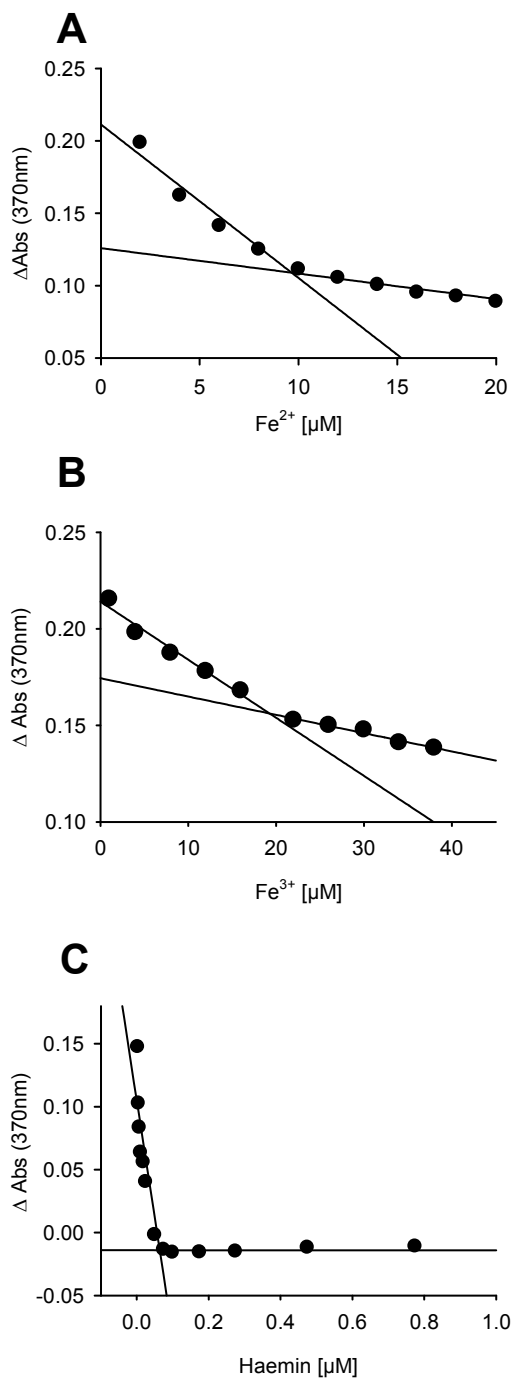 A
0.25
0.20
0.15
0.10
0.05
ΔAbs (370nm)
0 5 10 15 20
Fe²⁺ [µM]
B
0.25
0.20
0.15
0.10
Δ Abs (370nm)
0 10 20 30 40
Fe³⁺ [µM]
C
0.15
0.10
0.05
0.00
-0.05
Δ Abs (370nm)
0.0 0.2 0.4 0.6 0.8 1.0
Haemin [µM]